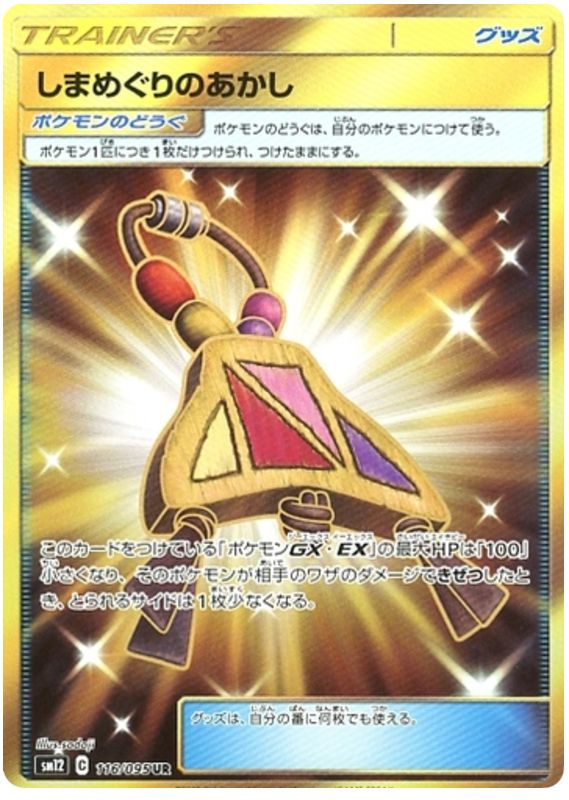 TRAINER'S グッズ
しまめぐりのあかし
ポケモンのどうぐ ポケモンのどうぐは、自分のポケモンにつけて使う。
ポケモン1匹につき1枚だけつけられ、つけたままにする。
このカードをつけている「ポケモンGX・EX」の最大HPは「100」
小さくなり、そのポケモンが相手のワザのダメージできぜつしたと
き、とられるサイドは1枚少なくなる。
グッズは、自分の番に何枚でも使える。
illus.sodoji
sm12 C 116/095 UR